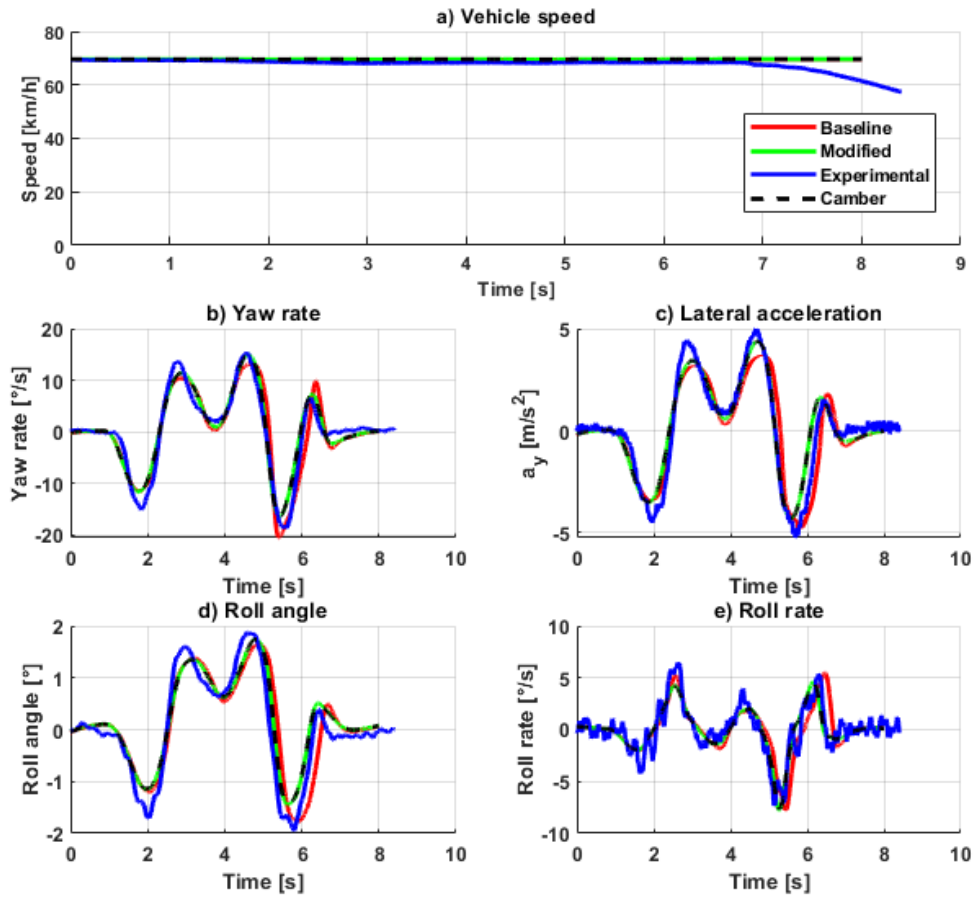 a) Vehicle speed
80
60
40
20
0
Speed [km/h]
Baseline
Modified
Experimental
Camber
0 1 2 3 4 5 6 7 8 9
Time [s]
b) Yaw rate
20
10
0
-10
-20
Yaw rate [°/s]
0 2 4 6 8 10
Time [s]
c) Lateral acceleration
5
0
-5
a_y [m/s²]
0 2 4 6 8 10
Time [s]
d) Roll angle
2
1
0
-1
-2
Roll angle [°]
0 2 4 6 8 10
Time [s]
e) Roll rate
10
5
0
-5
-10
Roll rate [°/s]
0 2 4 6 8 10
Time [s]